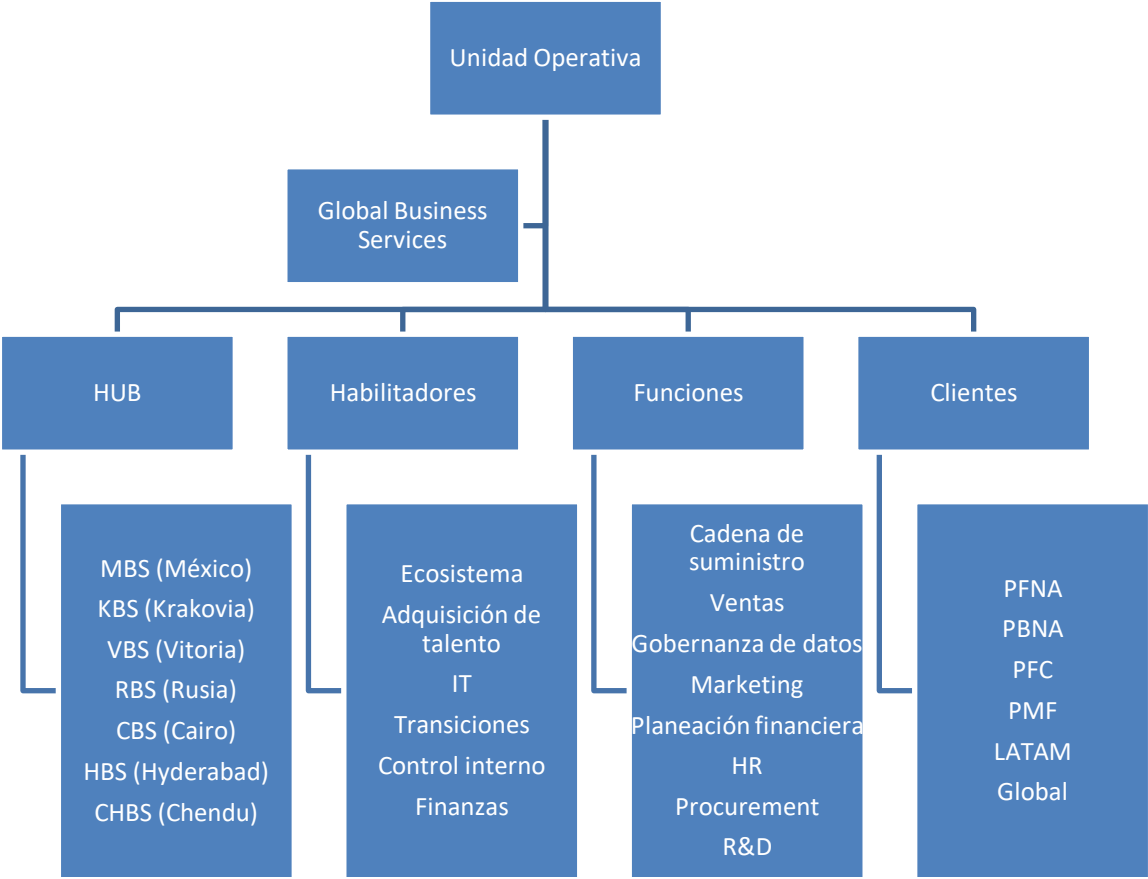 Unidad Operativa
Global Business
Services
HUB
Habilitadores
Funciones
Clientes
MBS (México)
KBS (Krakovia)
VBS (Vitoria)
RBS (Rusia)
CBS (Cairo)
HBS (Hyderabad)
CHBS (Chendu)
Ecosistema
Adquisición de
talento
IT
Transiciones
Control interno
Finanzas
Cadena de
suministro
Ventas
Gobernanza de datos
Marketing
Planeación financiera
HR
Procurement
R&D
PFNA
PBNA
PFC
PMF
LATAM
Global